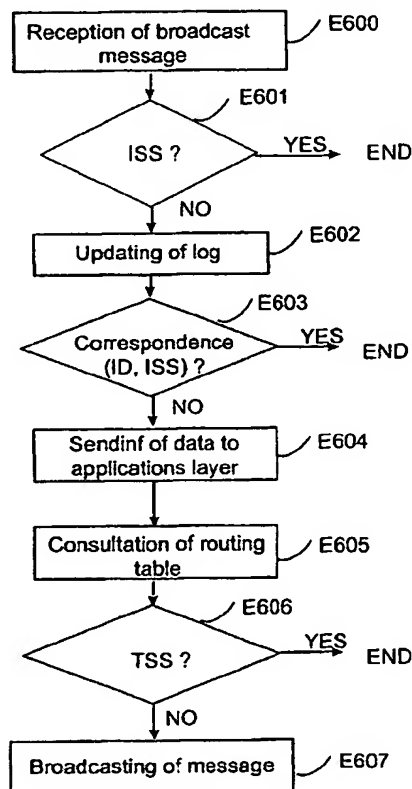 Reception of broadcast
message
E600
E601
ISS ?
YES
END
NO
Updating of log
E602
E603
Correspondence
(ID, ISS) ?
YES
END
NO
Sendinf of data to
applications layer
E604
Consultation of routing
table
E605
E606
TSS ?
YES
END
NO
Broadcasting of message
E607